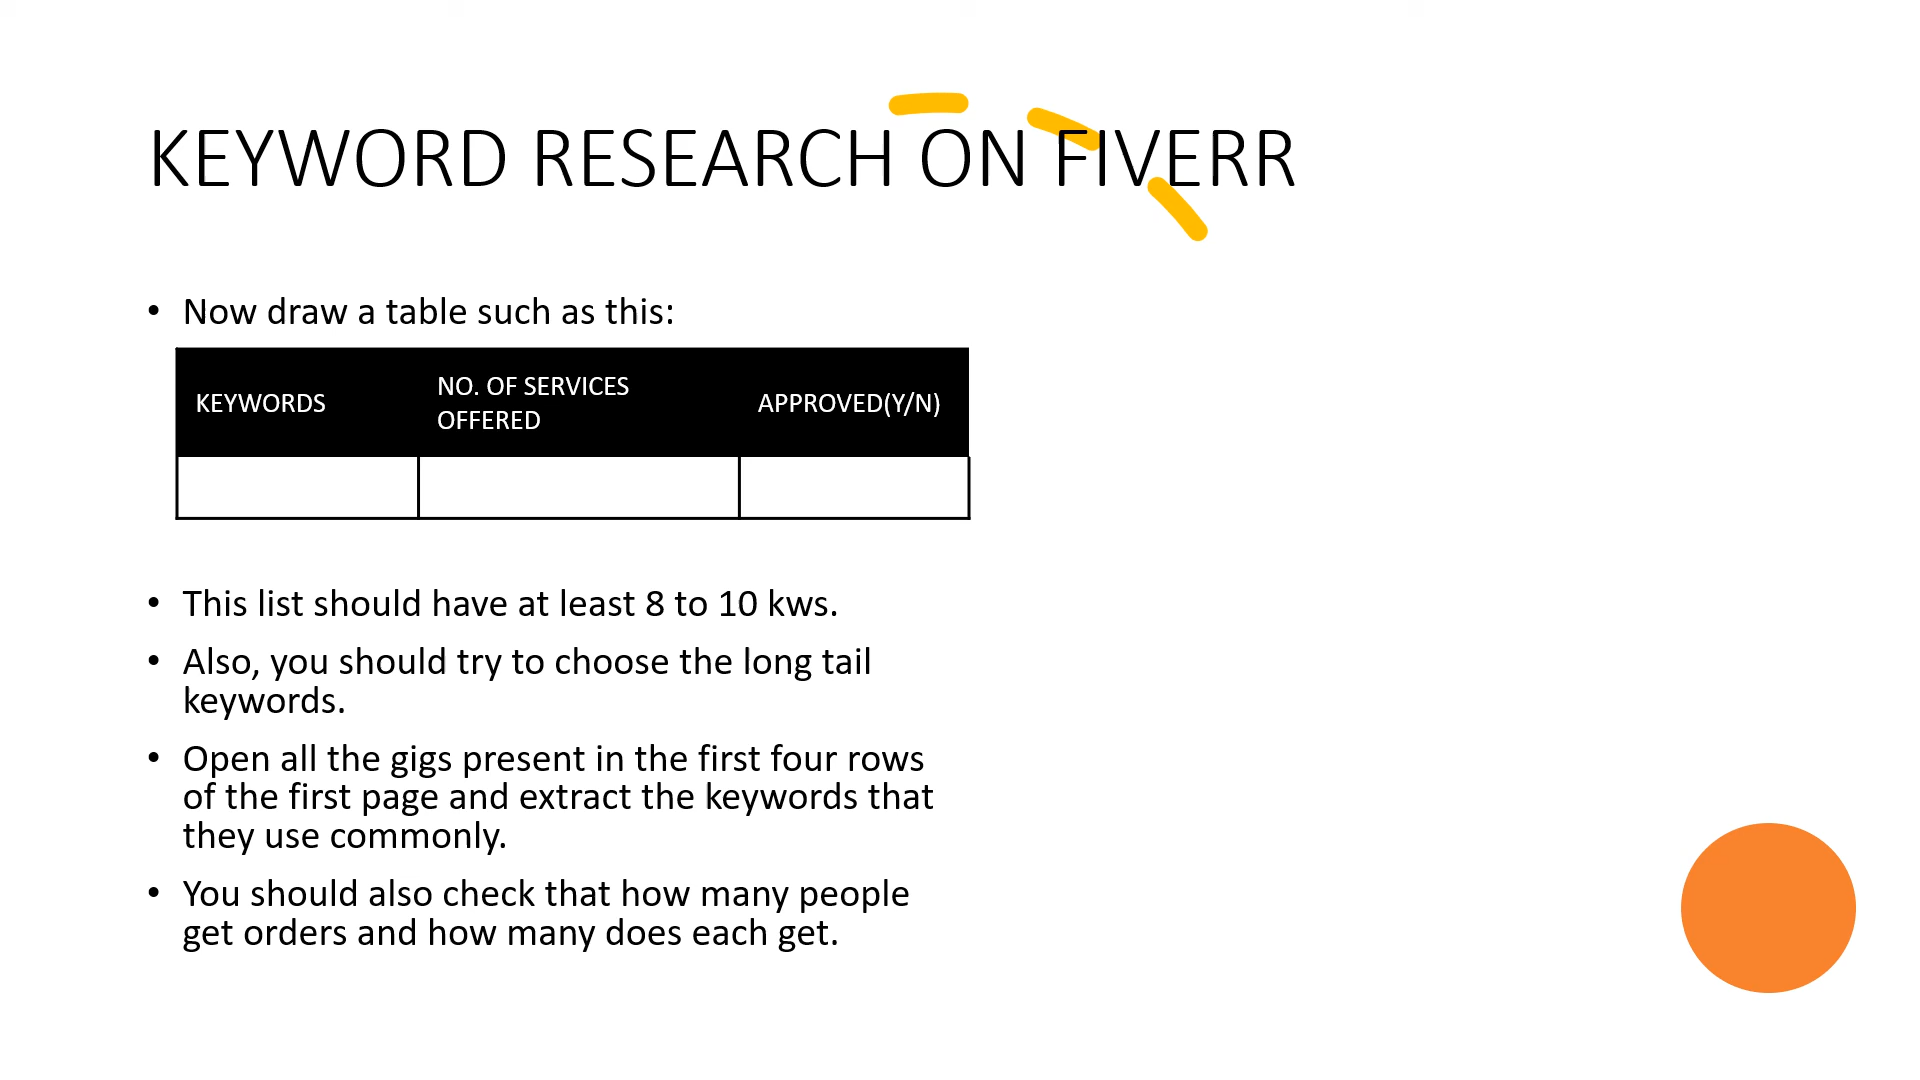 KEYWORD RESEARCH ON FIVERR
• Now draw a table such as this:
KEYWORDS
NO. OF SERVICES
OFFERED
APPROVED(Y/N)
• This list should have at least 8 to 10 kws.
• Also, you should try to choose the long tail
keywords.
• Open all the gigs present in the first four rows
of the first page and extract the keywords that
they use commonly.
• You should also check that how many people
get orders and how many does each get.